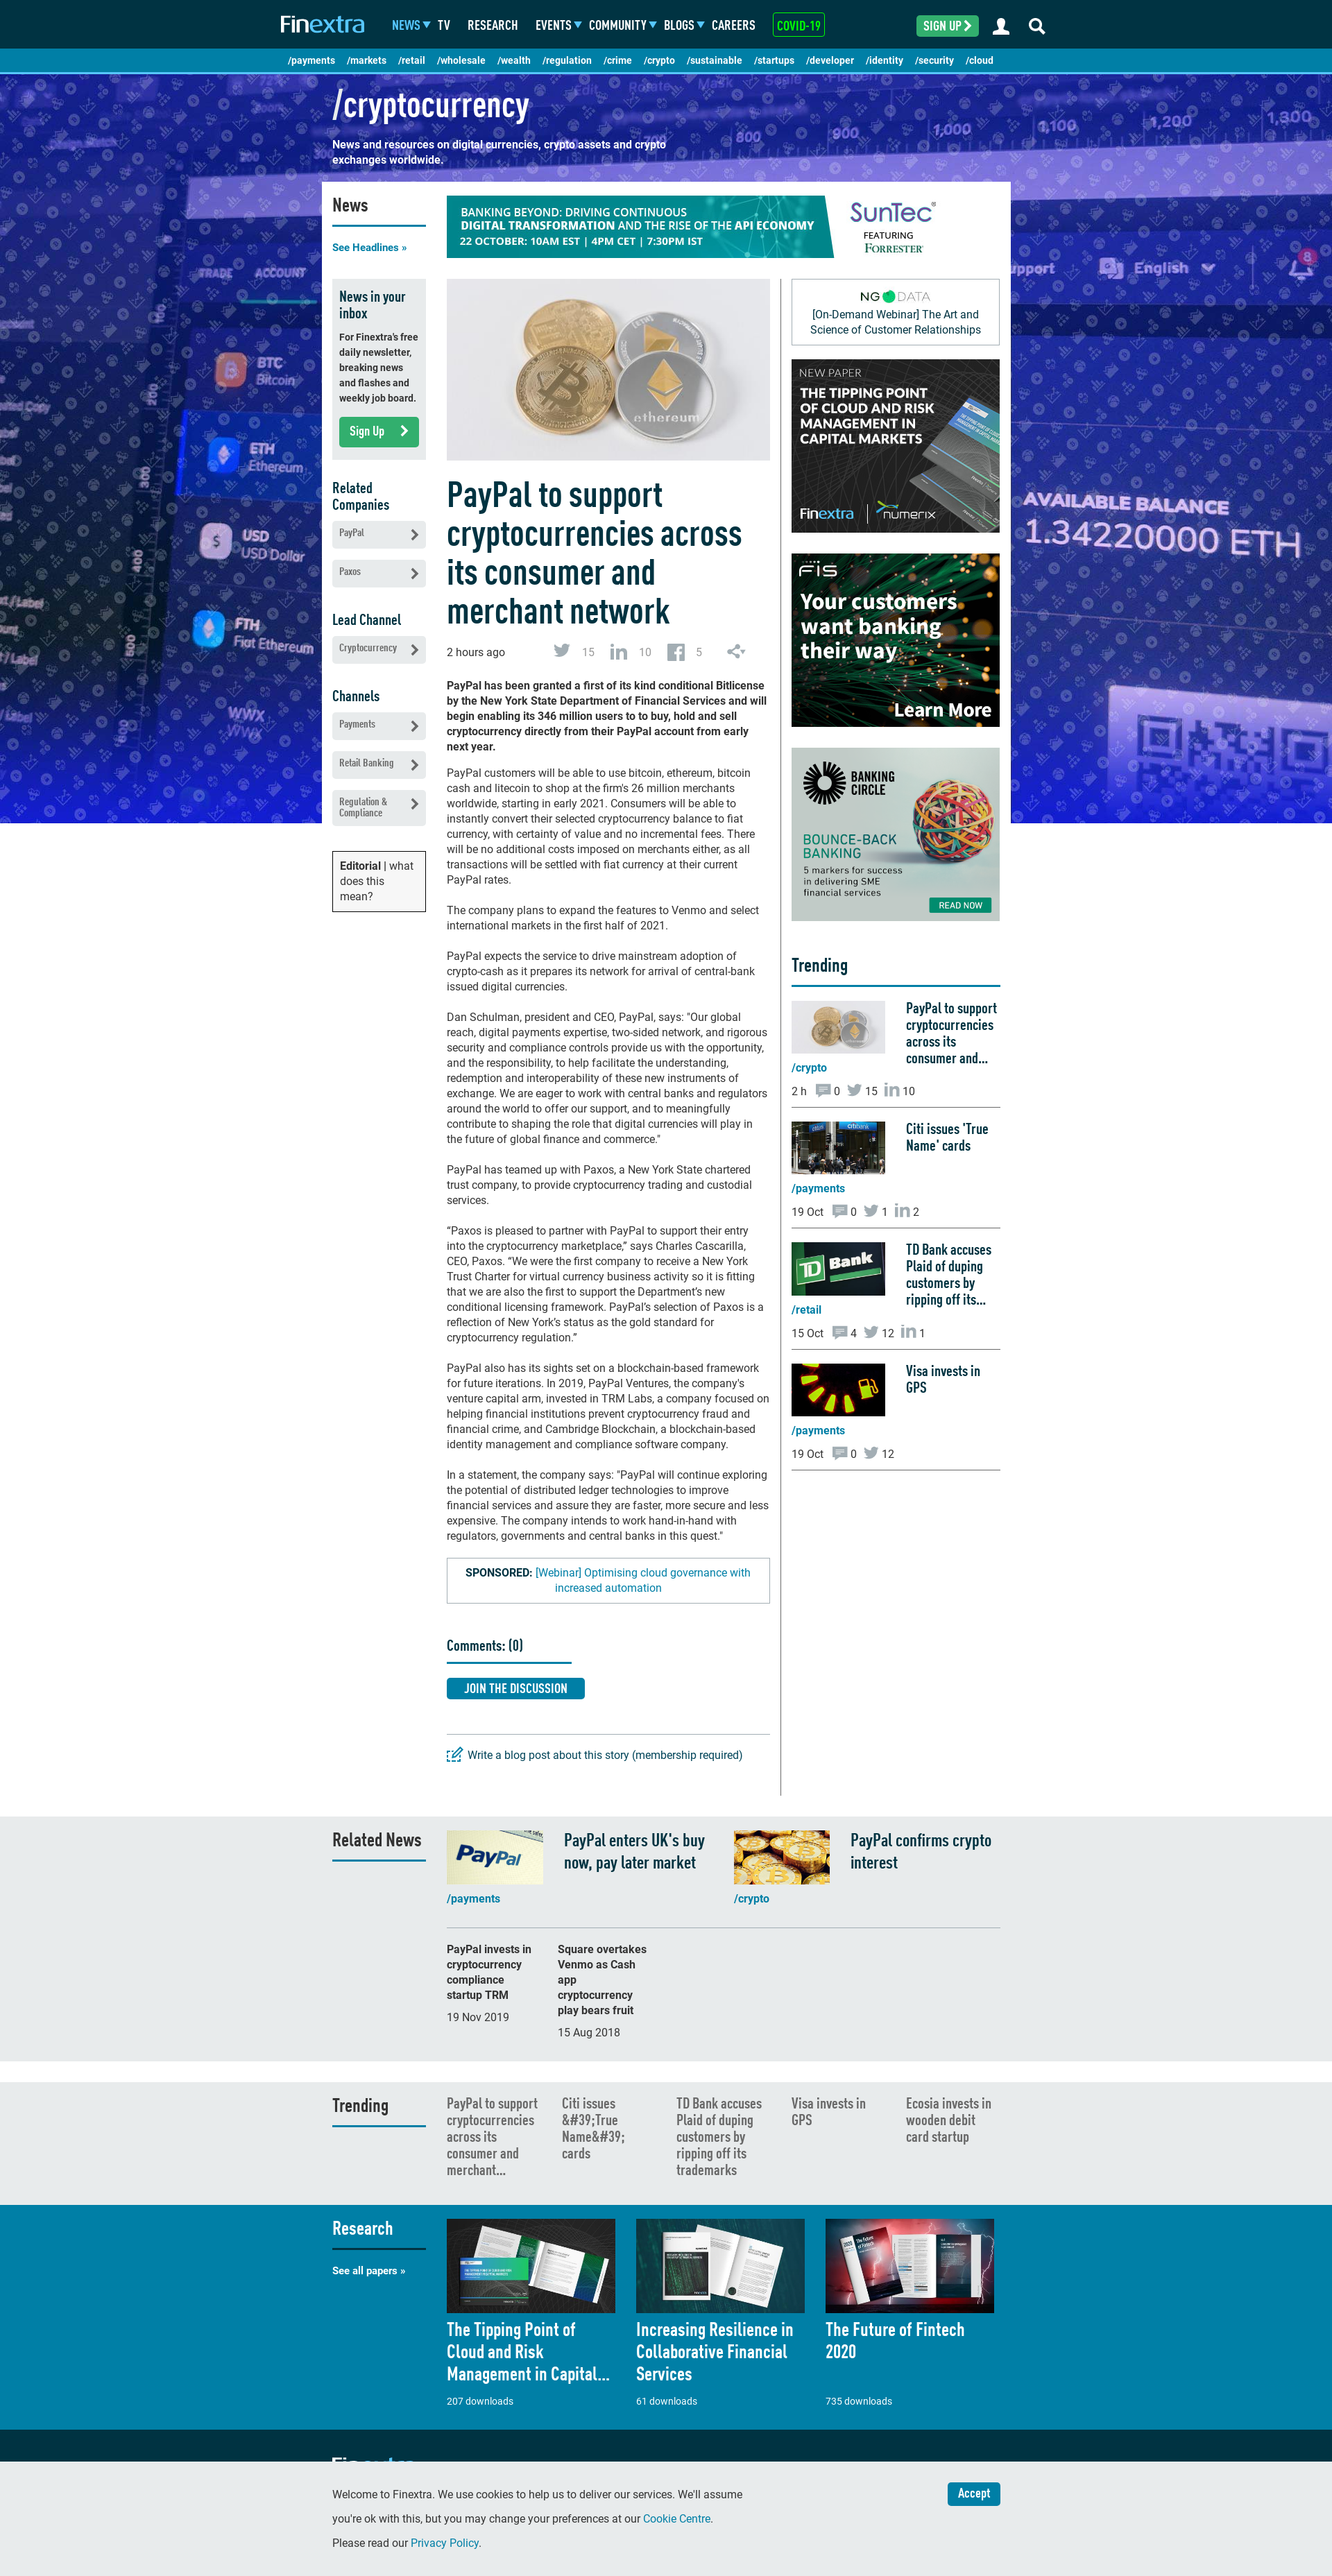 Finextra
NEWS
TV
RESEARCH
EVENTS
COMMUNITY
BLOGS
CAREERS
COVID-19
SIGN UP
/payments
/markets
/retail
/wholesale
/wealth
/regulation
/crime
/crypto
/sustainable
/startups
/developer
/identity
/security
/cloud
/cryptocurrency
News and resources on digital currencies, crypto assets and crypto
exchanges worldwide.
800
900
1,000
1,100
1,200
1,300
TRADE
ACCOUNT
BTC
Bitcoin
ETH
Ethereum
USD
USD Dollar
Fiat Ethereum
300
400
400
English
8
AVAILABLE BALANCE
1.34220000 ETH
News
See Headlines »
BANKING BEYOND: DRIVING CONTINUOUS
DIGITAL TRANSFORMATION AND THE RISE OF THE API ECONOMY
22 OCTOBER: 10AM EST | 4PM CET | 7:30PM IST
SunTec
FEATURING
FORRESTER
News in your
inbox
For Finextra's free
daily newsletter,
breaking news
and flashes and
weekly job board.
Sign Up
Related
Companies
PayPal
Paxos
Lead Channel
Cryptocurrency
Channels
Payments
Retail Banking
Regulation &
Compliance
Editorial | what
does this
mean?
ethereum
PayPal to support
cryptocurrencies across
its consumer and
merchant network
2 hours ago
15
10
5
PayPal has been granted a first of its kind conditional Bitlicense
by the New York State Department of Financial Services and will
begin enabling its 346 million users to to buy, hold and sell
cryptocurrency directly from their PayPal account from early
next year.
PayPal customers will be able to use bitcoin, ethereum, bitcoin
cash and litecoin to shop at the firm's 26 million merchants
worldwide, starting in early 2021. Consumers will be able to
instantly convert their selected cryptocurrency balance to fiat
currency, with certainty of value and no incremental fees. There
will be no additional costs imposed on merchants either, as all
transactions will be settled with fiat currency at their current
PayPal rates.
The company plans to expand the features to Venmo and select
international markets in the first half of 2021.
PayPal expects the service to drive mainstream adoption of
crypto-cash as it prepares its network for arrival of central-bank
issued digital currencies.
Dan Schulman, president and CEO, PayPal, says: "Our global
reach, digital payments expertise, two-sided network, and rigorous
security and compliance controls provide us with the opportunity,
and the responsibility, to help facilitate the understanding,
redemption and interoperability of these new instruments of
exchange. We are eager to work with central banks and regulators
around the world to offer our support, and to meaningfully
contribute to shaping the role that digital currencies will play in
the future of global finance and commerce."
PayPal has teamed up with Paxos, a New York State chartered
trust company, to provide cryptocurrency trading and custodial
services.
“Paxos is pleased to partner with PayPal to support their entry
into the cryptocurrency marketplace,” says Charles Cascarilla,
CEO, Paxos. “We were the first company to receive a New York
Trust Charter for virtual currency business activity so it is fitting
that we are also the first to support the Department’s new
conditional licensing framework. PayPal’s selection of Paxos is a
reflection of New York’s status as the gold standard for
cryptocurrency regulation.”
PayPal also has its sights set on a blockchain-based framework
for future iterations. In 2019, PayPal Ventures, the company's
venture capital arm, invested in TRM Labs, a company focused on
helping financial institutions prevent cryptocurrency fraud and
financial crime, and Cambridge Blockchain, a blockchain-based
identity management and compliance software company.
In a statement, the company says: "PayPal will continue exploring
the potential of distributed ledger technologies to improve
financial services and assure they are faster, more secure and less
expensive. The company intends to work hand-in-hand with
regulators, governments and central banks in this quest."
SPONSORED: [Webinar] Optimising cloud governance with
increased automation
Comments: (0)
JOIN THE DISCUSSION
Write a blog post about this story (membership required)
NG DATA
[On-Demand Webinar] The Art and
Science of Customer Relationships
NEW PAPER
THE TIPPING POINT
OF CLOUD AND RISK
MANAGEMENT IN
CAPITAL MARKETS
Finextra
numerix
FIS
Your customers
want banking
their way
Learn More
BANKING
CIRCLE
BOUNCE-BACK
BANKING
5 markers for success
in delivering SME
financial services
READ NOW
Trending
PayPal to support
cryptocurrencies
across its
consumer and...
/crypto
2 h 0 15 10
citibank
Citi issues 'True
Name' cards
/payments
19 Oct 0 1 2
TD Bank
TD Bank accuses
Plaid of duping
customers by
ripping off its...
/retail
15 Oct 4 12 1
Visa invests in
GPS
/payments
19 Oct 0 12
Related News
PayPal
PayPal enters UK's buy
now, pay later market
/payments
PayPal confirms crypto
interest
/crypto
PayPal invests in
cryptocurrency
compliance
startup TRM
19 Nov 2019
Square overtakes
Venmo as Cash
app
cryptocurrency
play bears fruit
15 Aug 2018
Trending
PayPal to support
cryptocurrencies
across its
consumer and
merchant...
Citi issues
&#39;True
Name&#39;
cards
TD Bank accuses
Plaid of duping
customers by
ripping off its
trademarks
Visa invests in
GPS
Ecosia invests in
wooden debit
card startup
Research
See all papers »
The Tipping Point of
Cloud and Risk
Management in Capital...
207 downloads
Increasing Resilience in
Collaborative Financial
Services
61 downloads
The Future of Fintech
2020
735 downloads
Welcome to Finextra. We use cookies to help us to deliver our services. We'll assume
you're ok with this, but you may change your preferences at our Cookie Centre.
Please read our Privacy Policy.
Accept